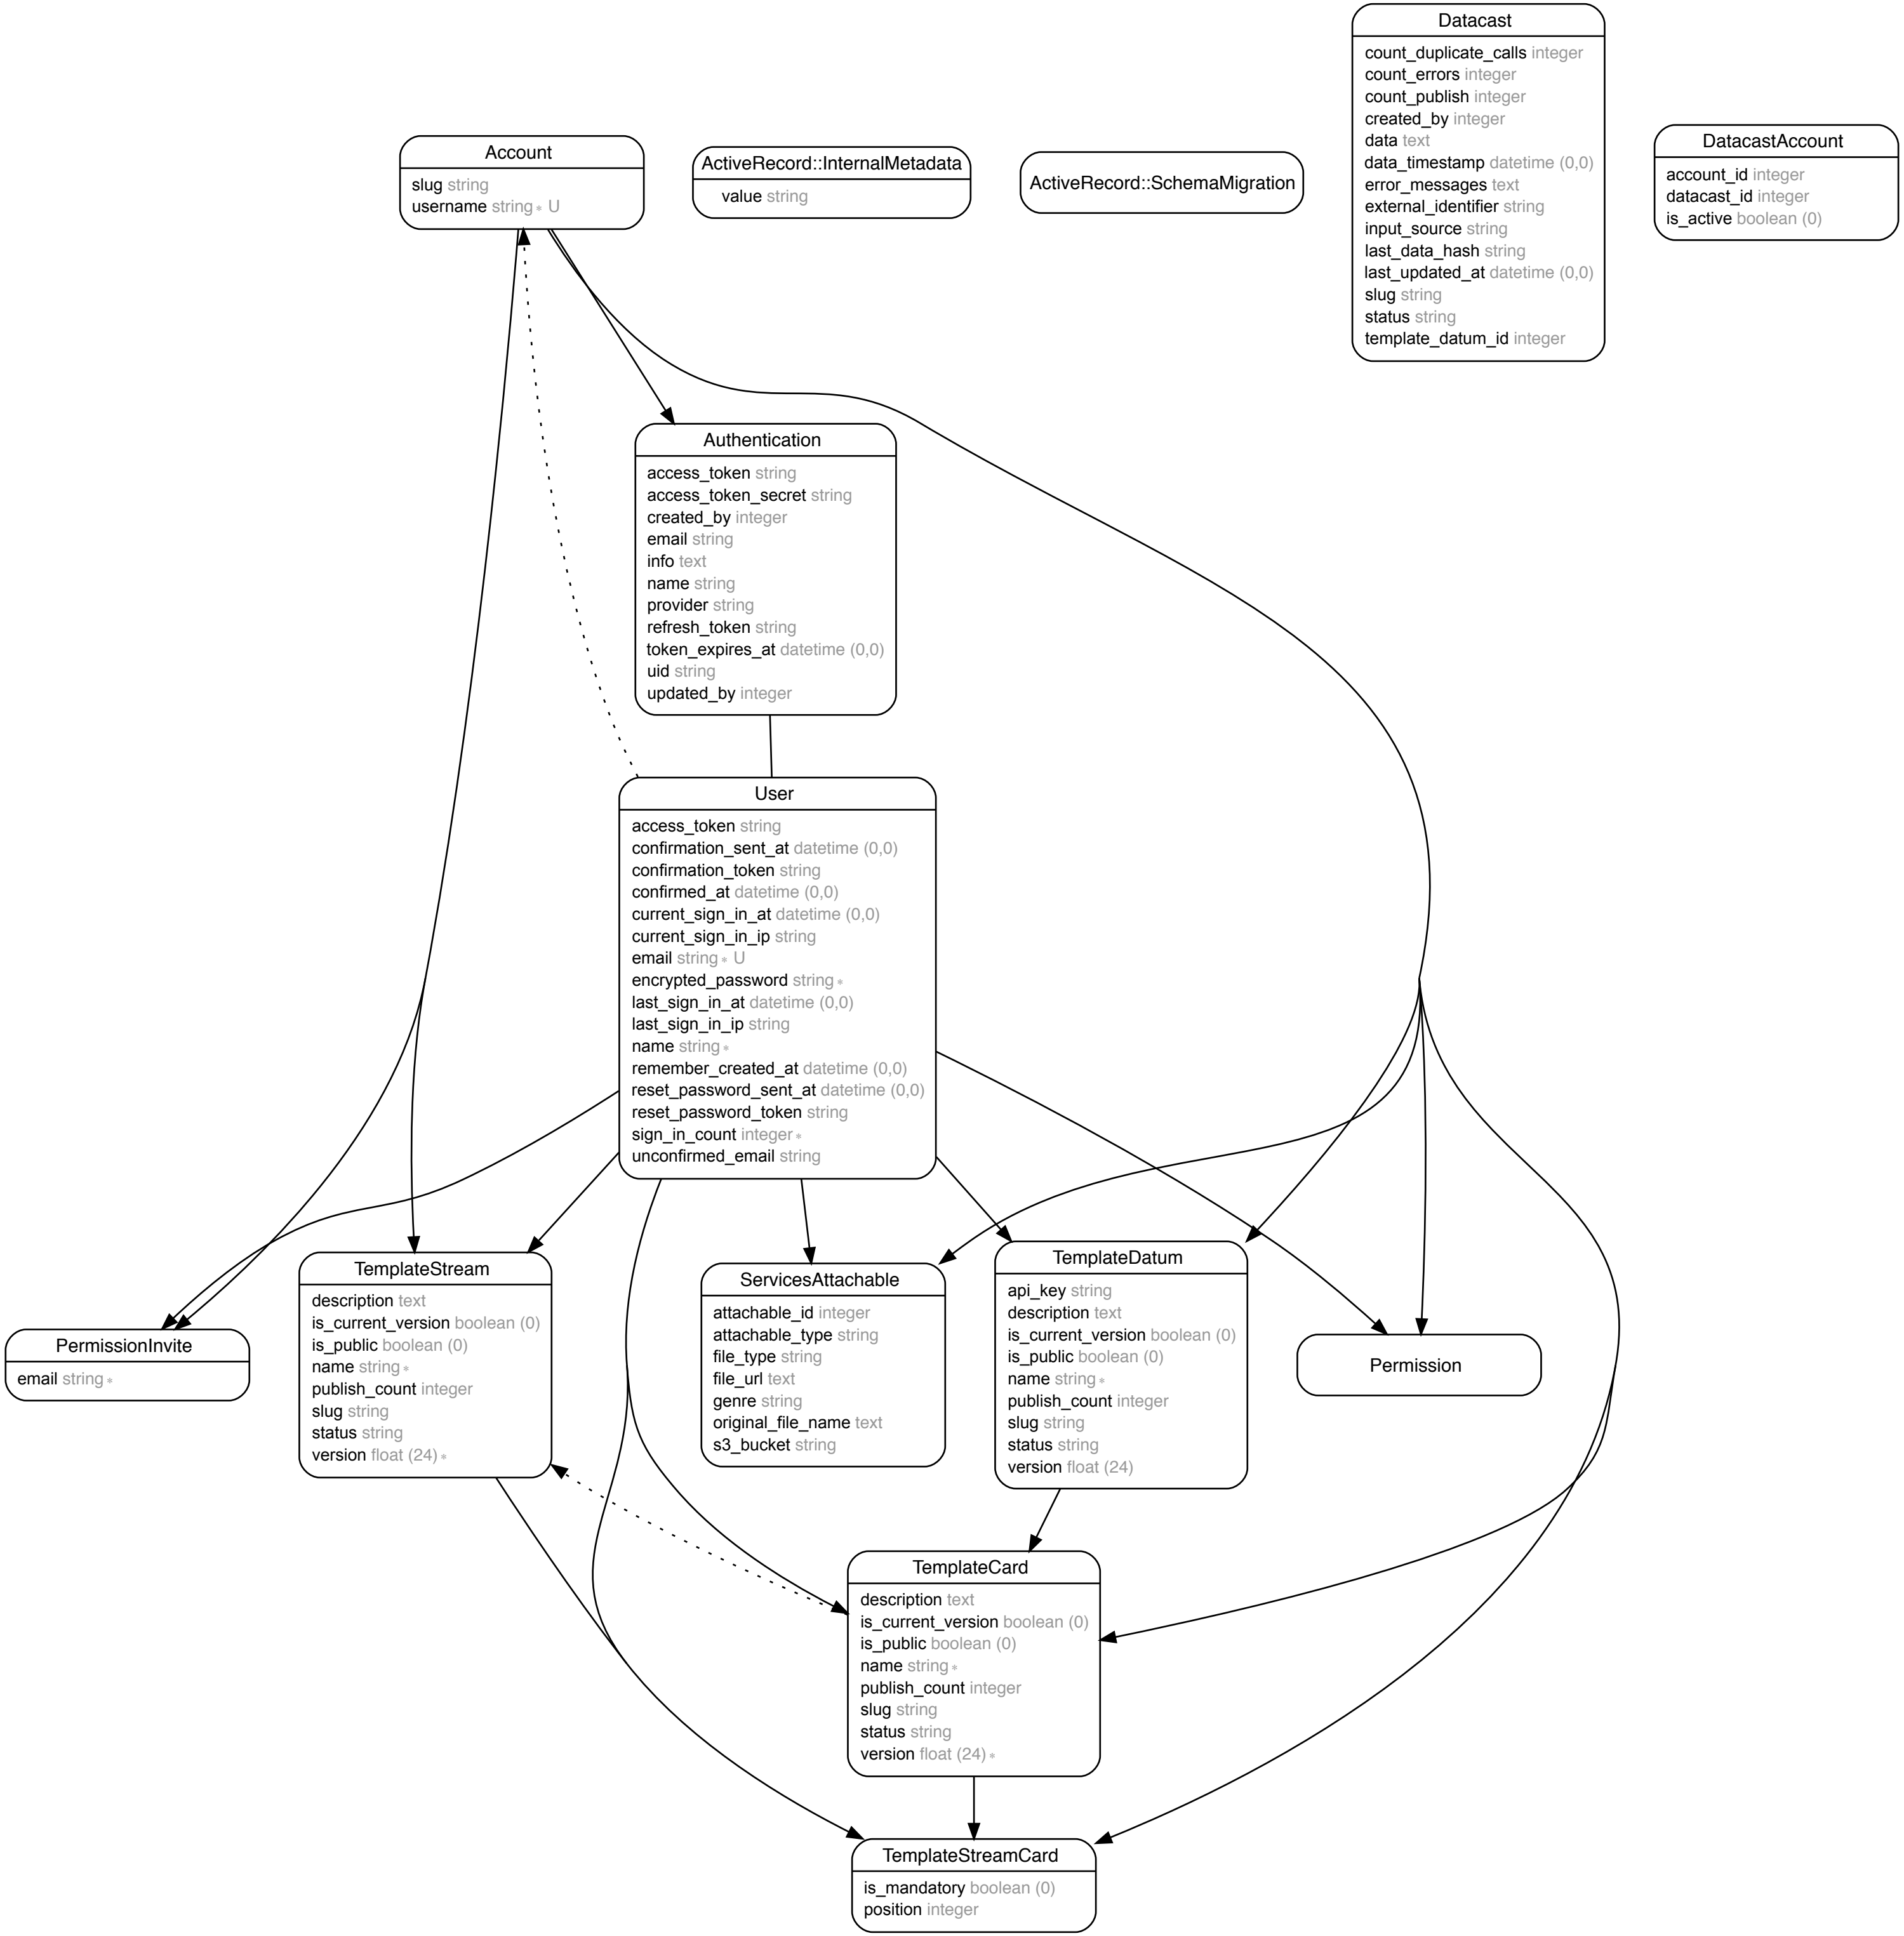 Datacast
count_duplicate_calls integer
count_errors integer
count_publish integer
created_by integer
data text
data_timestamp datetime (0,0)
error_messages text
external_identifier string
input_source string
last_data_hash string
last_updated_at datetime (0,0)
slug string
status string
template_datum_id integer
Account
slug string
username string * U
ActiveRecord::InternalMetadata
value string
ActiveRecord::SchemaMigration
DatacastAccount
account_id integer
datacast_id integer
is_active boolean (0)
Authentication
access_token string
access_token_secret string
created_by integer
email string
info text
name string
provider string
refresh_token string
token_expires_at datetime (0,0)
uid string
updated_by integer
User
access_token string
confirmation_sent_at datetime (0,0)
confirmation_token string
confirmed_at datetime (0,0)
current_sign_in_at datetime (0,0)
current_sign_in_ip string
email string * U
encrypted_password string *
last_sign_in_at datetime (0,0)
last_sign_in_ip string
name string *
remember_created_at datetime (0,0)
reset_password_sent_at datetime (0,0)
reset_password_token string
sign_in_count integer *
unconfirmed_email string
PermissionInvite
email string *
TemplateStream
description text
is_current_version boolean (0)
is_public boolean (0)
name string *
publish_count integer
slug string
status string
version float (24) *
ServicesAttachable
attachable_id integer
attachable_type string
file_type string
file_url text
genre string
original_file_name text
s3_bucket string
TemplateDatum
api_key string
description text
is_current_version boolean (0)
is_public boolean (0)
name string *
publish_count integer
slug string
status string
version float (24)
Permission
TemplateCard
description text
is_current_version boolean (0)
is_public boolean (0)
name string *
publish_count integer
slug string
status string
version float (24) *
TemplateStreamCard
is_mandatory boolean (0)
position integer